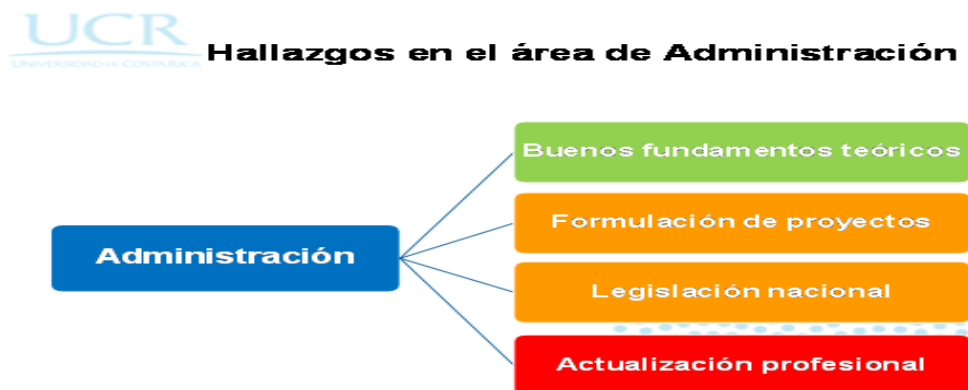 UCR
UNIVERSIDAD DE COSTA RICA
Hallazgos en el área de Administración
Administración
Buenos fundamentos teóricos
Formulación de proyectos
Legislación nacional
Actualización profesional